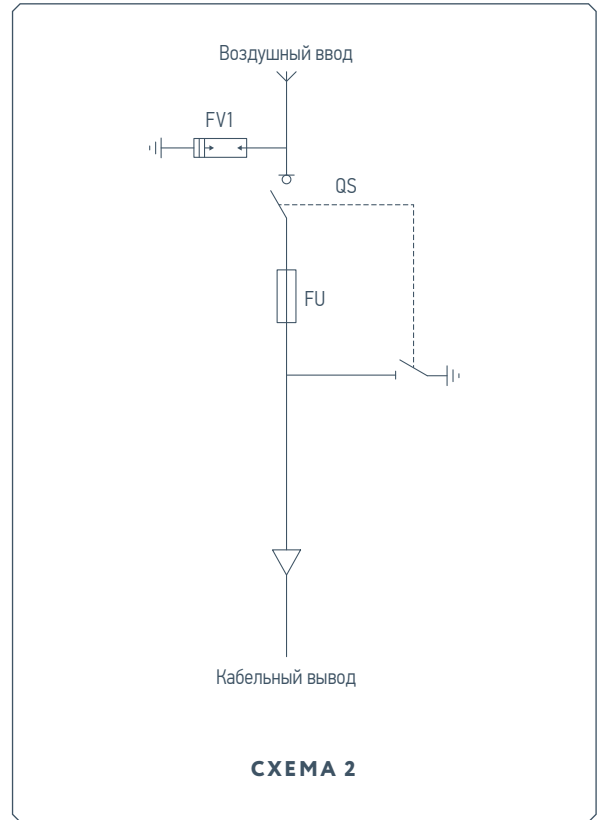 Воздушный ввод
FV1
QS
FU
Кабельный вывод
СХЕМА 2